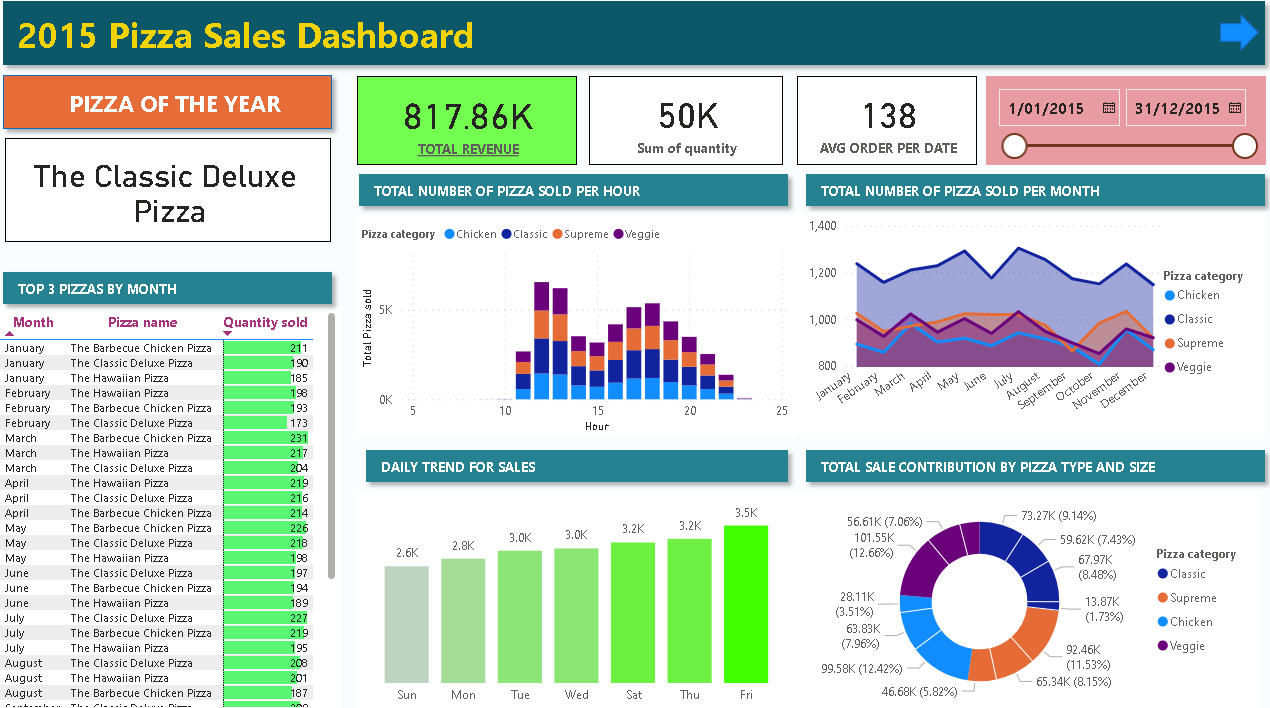 2015 Pizza Sales Dashboard
PIZZA OF THE YEAR
The Classic Deluxe
Pizza
817.86K
TOTAL REVENUE
50K
Sum of quantity
138
AVG ORDER PER DATE
1/01/2015
31/12/2015
TOP 3 PIZZAS BY MONTH
Month Pizza name Quantity sold
January The Barbecue Chicken Pizza 211
January The Classic Deluxe Pizza 190
January The Hawaiian Pizza 185
February The Hawaiian Pizza 196
February The Barbecue Chicken Pizza 193
February The Classic Deluxe Pizza 173
March The Barbecue Chicken Pizza 231
March The Hawaiian Pizza 217
March The Classic Deluxe Pizza 204
April The Hawaiian Pizza 219
April The Classic Deluxe Pizza 216
April The Barbecue Chicken Pizza 214
May The Barbecue Chicken Pizza 226
May The Classic Deluxe Pizza 218
May The Hawaiian Pizza 198
June The Classic Deluxe Pizza 197
June The Barbecue Chicken Pizza 194
June The Hawaiian Pizza 189
July The Classic Deluxe Pizza 227
July The Barbecue Chicken Pizza 219
July The Hawaiian Pizza 195
August The Classic Deluxe Pizza 208
August The Hawaiian Pizza 201
August The Barbecue Chicken Pizza 187
TOTAL NUMBER OF PIZZA SOLD PER HOUR
Pizza category Chicken Classic Supreme Veggie
Total Pizza sold
5K
0K
5 10 15 20 25
Hour
TOTAL NUMBER OF PIZZA SOLD PER MONTH
1,400
1,200
1,000
800
January February March April May June July August September October November December
Pizza category
Chicken
Classic
Supreme
Veggie
DAILY TREND FOR SALES
2.6K 2.8K 3.0K 3.0K 3.2K 3.2K 3.5K
Sun Mon Tue Wed Sat Thu Fri
TOTAL SALE CONTRIBUTION BY PIZZA TYPE AND SIZE
73.27K (9.14%)
59.62K (7.43%)
67.97K
(8.48%)
13.87K
(1.73%)
92.46K
(11.53%)
65.34K (8.15%)
46.68K (5.82%)
99.58K (12.42%)
63.83K
(7.96%)
28.11K
(3.51%)
101.55K
(12.66%)
56.61K (7.06%)
Pizza category
Classic
Supreme
Chicken
Veggie